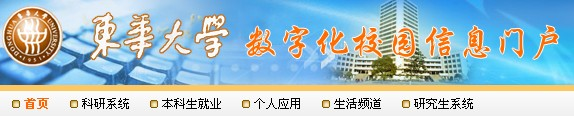 東華大學 数字化校园信息门户
首页 科研系统 本科生就业 个人应用 生活频道 研究生系统